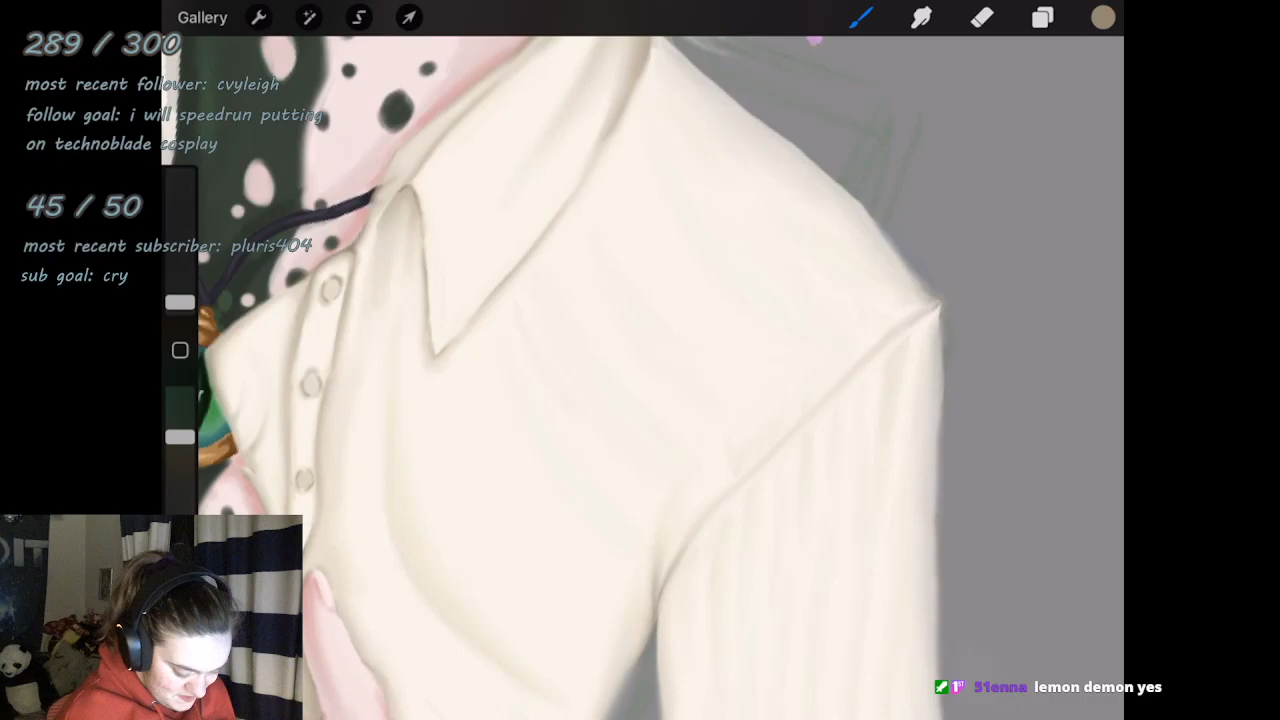 Gallery
289 / 300
most recent follower: cvyleigh
follow goal: i will speedrun putting
on technoblade cosplay
45 / 50
most recent subscriber: pluris404
sub goal: cry
51enna lemon demon yes